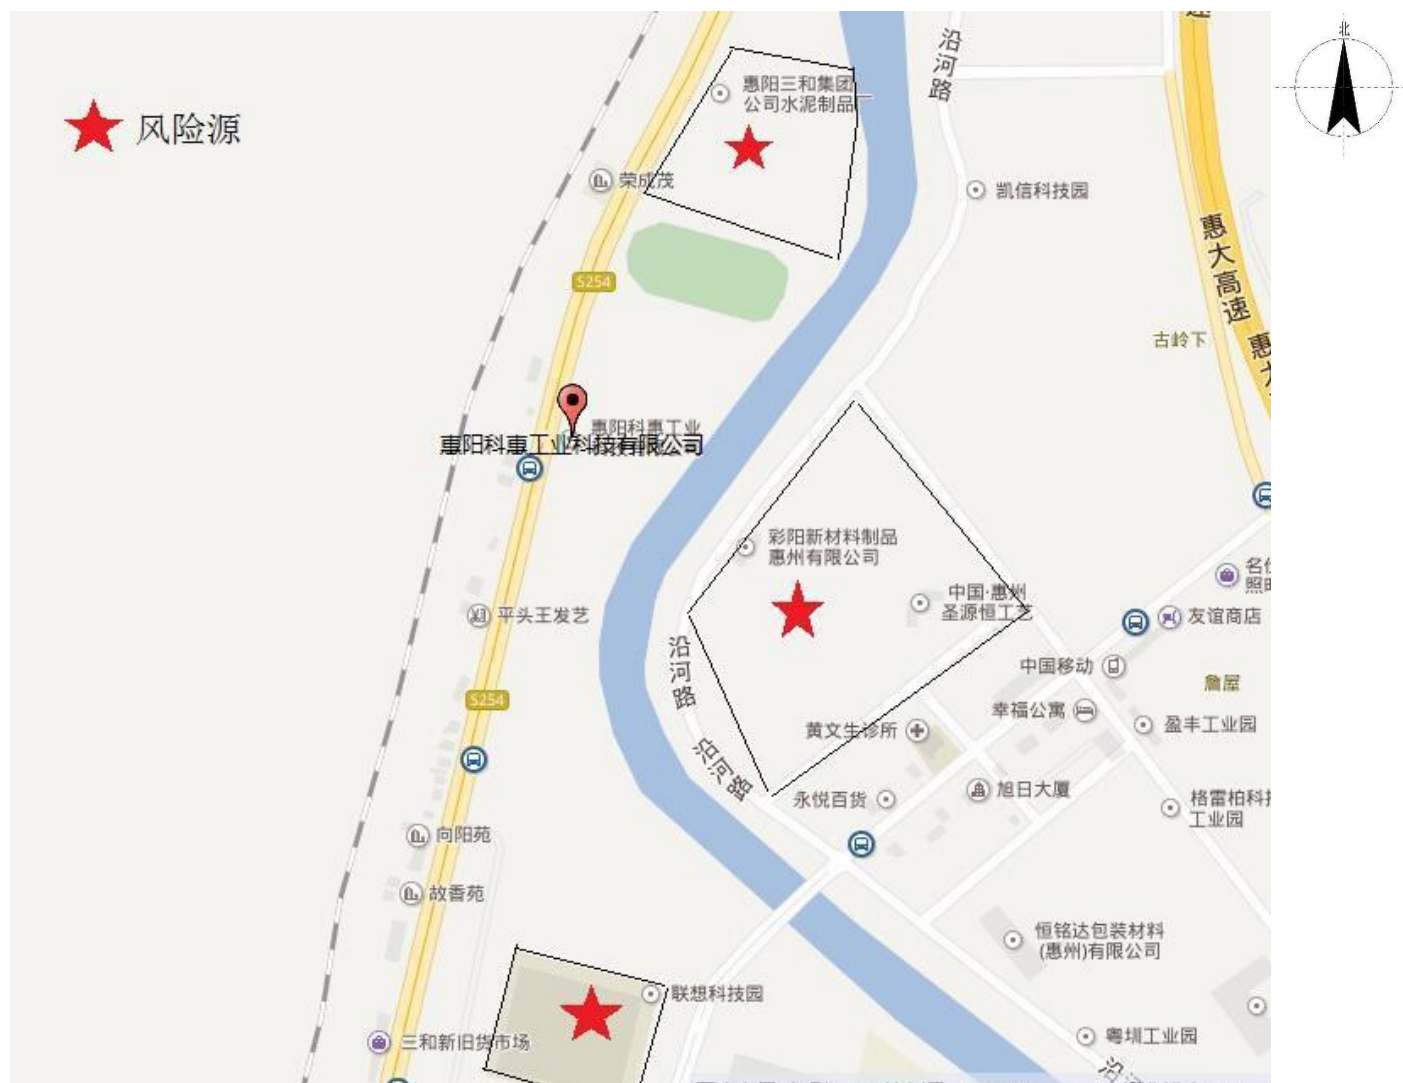 北
风险源
沿河路
惠阳三和集团
公司水泥制品
荣成茂
凯信科技园
惠大高速
S254
古岭下
惠阳科惠工业
惠阳科惠工业科技有限公司
彩阳新材料制品
惠州有限公司
中国·惠州
圣源恒工艺
平头王发艺
友谊商店
沿河路
中国移动
詹屋
S254
幸福公寓
盈丰工业园
黄文生诊所
沿河路
旭日大厦
永悦百货
格雷柏科技
工业园
向阳苑
故香苑
恒铭达包装材料
(惠州)有限公司
联想科技园
三和新旧货市场
粤圳工业园